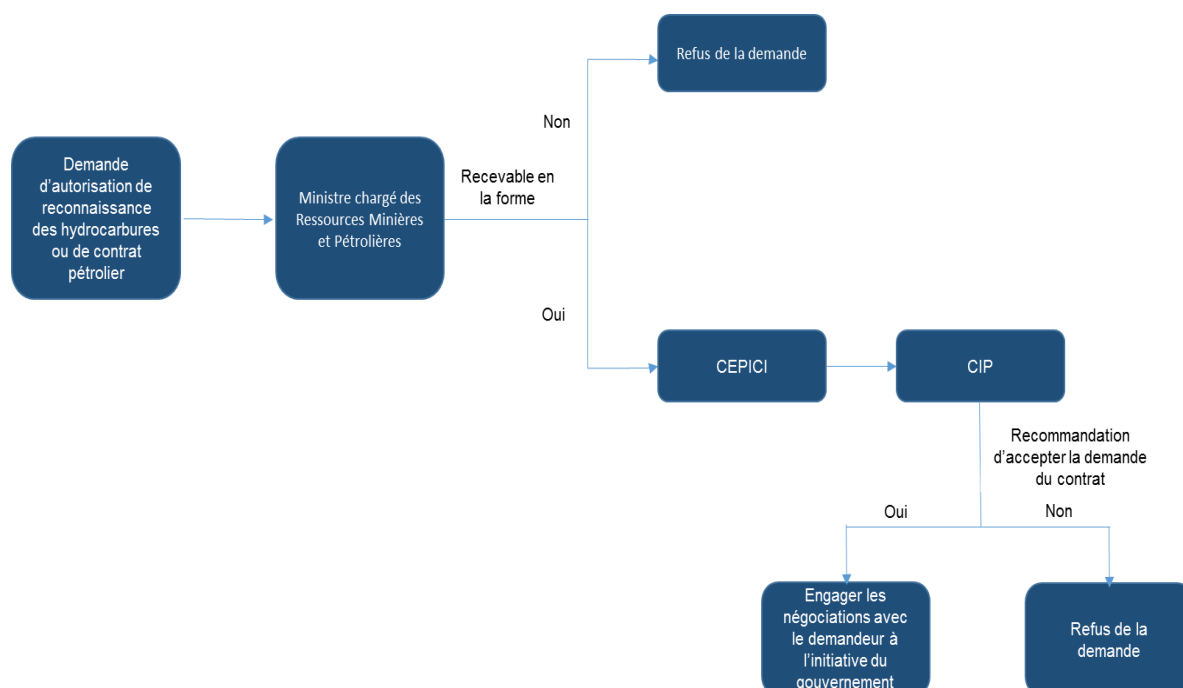 Refus de la demande
Non
Demande
d’autorisation de
reconnaissance
des hydrocarbures
ou de contrat
pétrolier
Ministre chargé des
Ressources Minières
et Pétrolières
Recevable en
la forme
Oui
CEPICI
CIP
Recommandation
d’accepter la demande
du contrat
Oui
Non
Engager les
négociations avec
le demandeur à
l’initiative du
gouvernement
Refus de la
demande